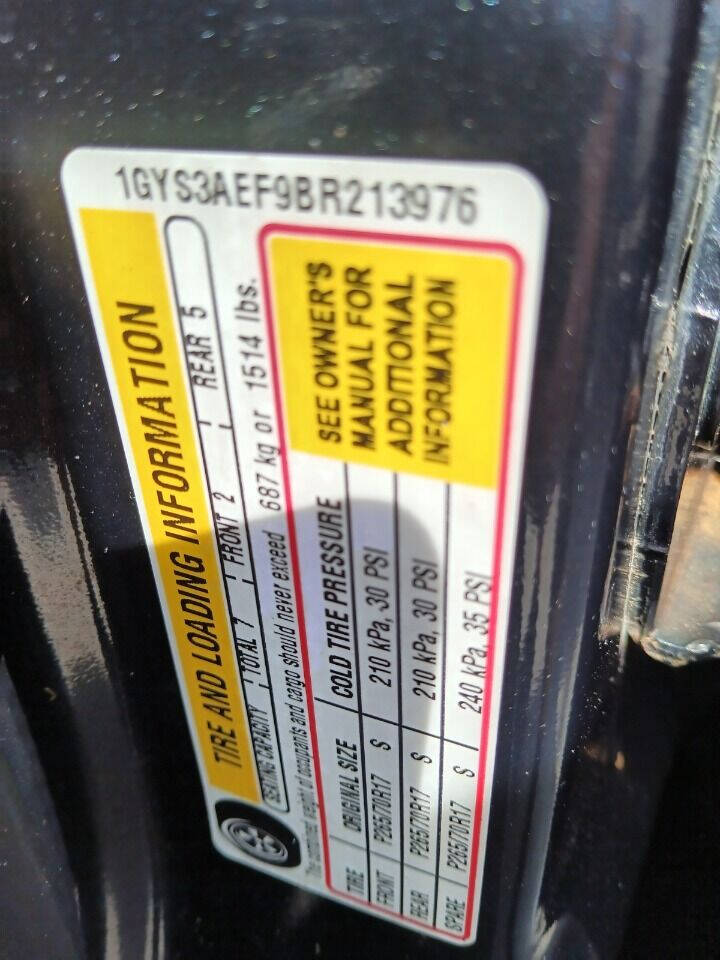 1GYS3AEF9BR213976
TIRE AND LOADING INFORMATION
SEATING CAPACITY TOTAL 7 FRONT 2 REAR 5
The combined weight of occupants and cargo should never exceed 687 kg or 1514 lbs.
TIRE ORIGINAL SIZE COLD TIRE PRESSURE
FRONT P265/70R17 S 210 kPa, 30 PSI
REAR P265/70R17 S 210 kPa, 30 PSI
SPARE P265/70R17 S 240 kPa, 35 PSI
SEE OWNER'S
MANUAL FOR
ADDITIONAL
INFORMATION